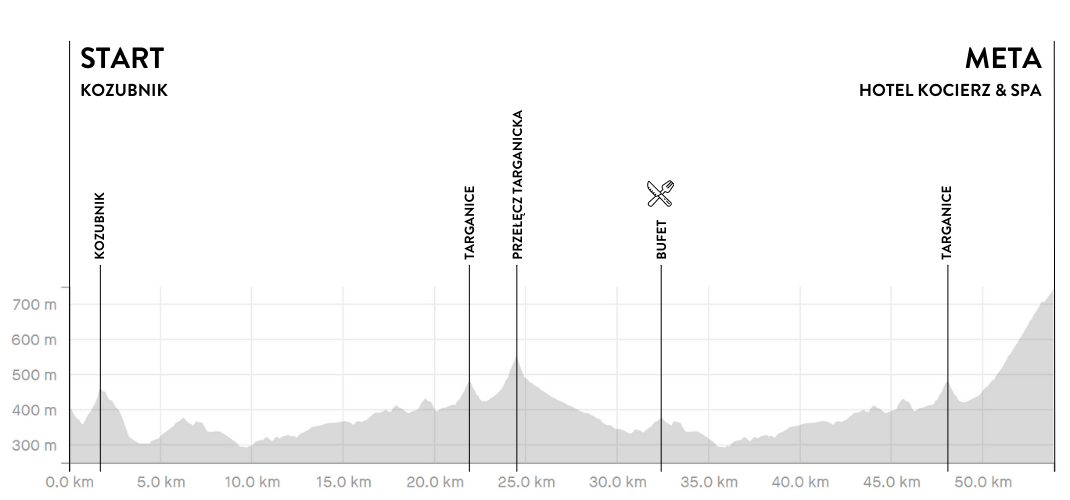 START
KOZUBNIK
META
HOTEL KOCIERZ & SPA
KOZUBNIK
TARGANICE
PRZEŁĘCZ TARGANICKA
BUFET
TARGANICE
700 m
600 m
500 m
400 m
300 m
0.0 km
5.0 km
10.0 km
15.0 km
20.0 km
25.0 km
30.0 km
35.0 km
40.0 km
45.0 km
50.0 km